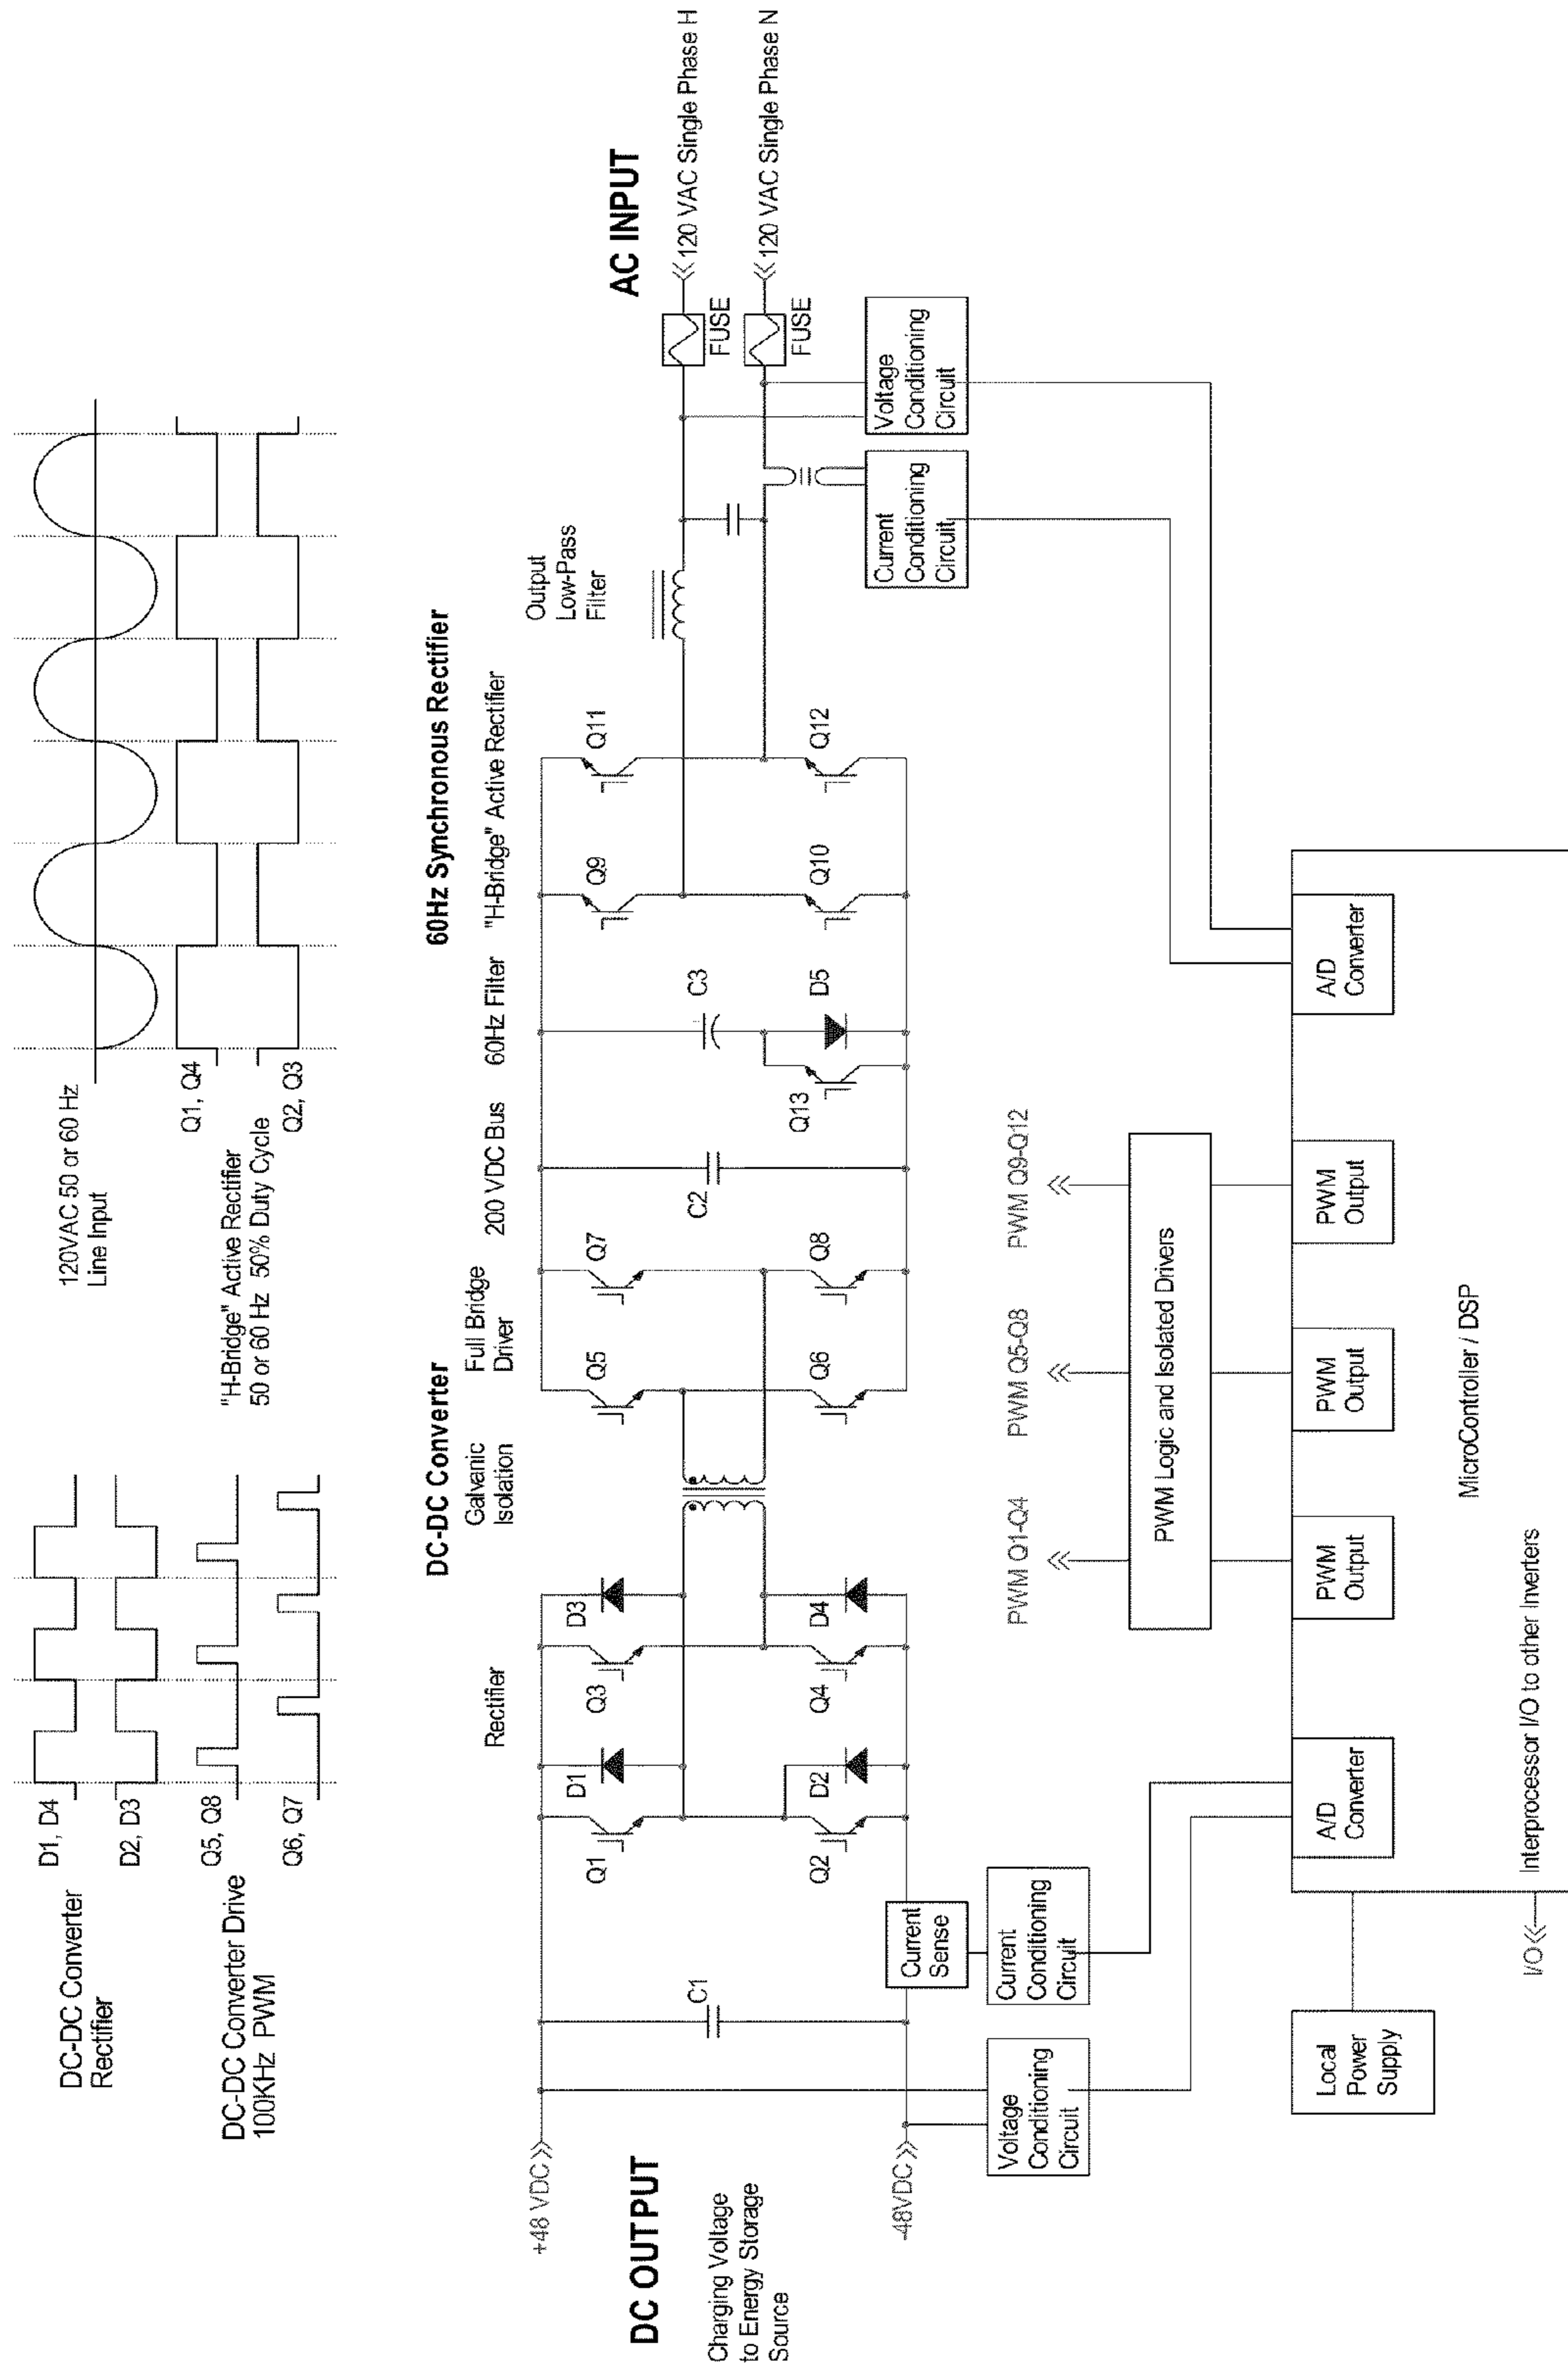 120VAC 50 or 60 Hz
Line Input
Q1, Q4
"H-Bridge" Active Rectifier
50 or 60 Hz 50% Duty Cycle
Q2, Q3
DC-DC Converter
Rectifier
D1, D4
D2, D3
DC-DC Converter Drive
100KHz PWM
Q5, Q8
Q6, Q7
DC-DC Converter
60Hz Synchronous Rectifier
Rectifier
Galvanic
Isolation
Full Bridge
Driver
200 VDC Bus
60Hz Filter
"H-Bridge" Active Rectifier
Output
Low-Pass
Filter
AC INPUT
+48 VDC
DC OUTPUT
Charging Voltage
to Energy Storage
Source
-48VDC
C1
Q1
D1
Q3
D3
Q2
D2
Q4
D4
Q5
Q7
Q6
Q8
C2
C3
Q13
D5
Q9
Q11
Q10
Q12
120 VAC Single Phase H
FUSE
120 VAC Single Phase N
FUSE
Voltage
Conditioning
Circuit
Current
Sense
Current
Conditioning
Circuit
Current
Conditioning
Circuit
Voltage
Conditioning
Circuit
PWM Q1-Q4
PWM Q5-Q8
PWM Q9-Q12
PWM Logic and Isolated Drivers
Local
Power
Supply
A/D
Converter
PWM
Output
PWM
Output
PWM
Output
A/D
Converter
MicroController / DSP
I/O
Interprocessor I/O to other Inverters